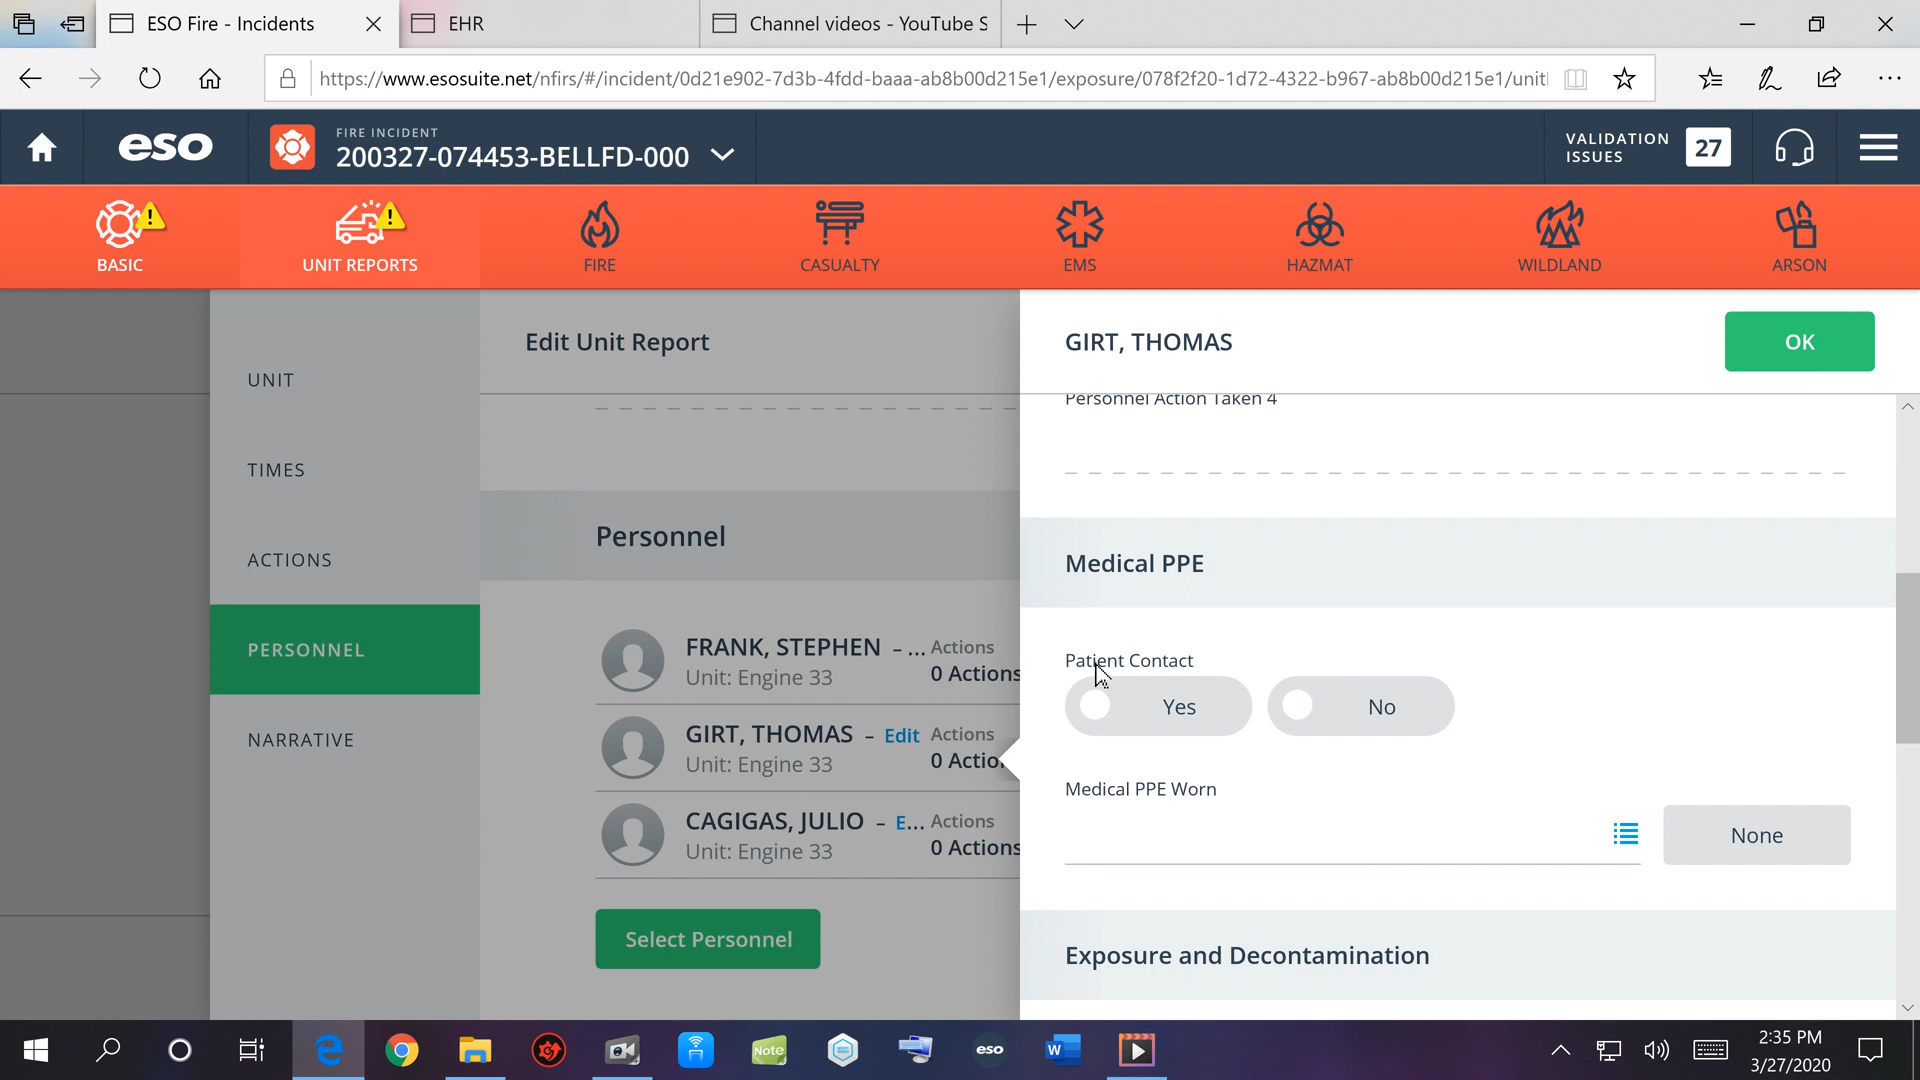 ESO Fire - Incidents
EHR
Channel videos - YouTube S
https://www.esosuite.net/nfirs/#/incident/0d21e902-7d3b-4fdd-baaa-ab8b00d215e1/exposure/078f2f20-1d72-4322-b967-ab8b00d215e1/unit
eso
FIRE INCIDENT
200327-074453-BELLFD-000
VALIDATION
ISSUES
27
BASIC
UNIT REPORTS
FIRE
CASUALTY
EMS
HAZMAT
WILDLAND
ARSON
UNIT
TIMES
ACTIONS
PERSONNEL
NARRATIVE
Edit Unit Report
Personnel
FRANK, STEPHEN – ... Actions
Unit: Engine 33 0 Actions
GIRT, THOMAS – Edit Actions
Unit: Engine 33 0 Actio
CAGIGAS, JULIO – E... Actions
Unit: Engine 33 0 Actions
Select Personnel
GIRT, THOMAS
OK
Personnel Action Taken 4
Medical PPE
Patient Contact
Yes
No
Medical PPE Worn
None
Exposure and Decontamination
Note
eso
W
2:35 PM
3/27/2020